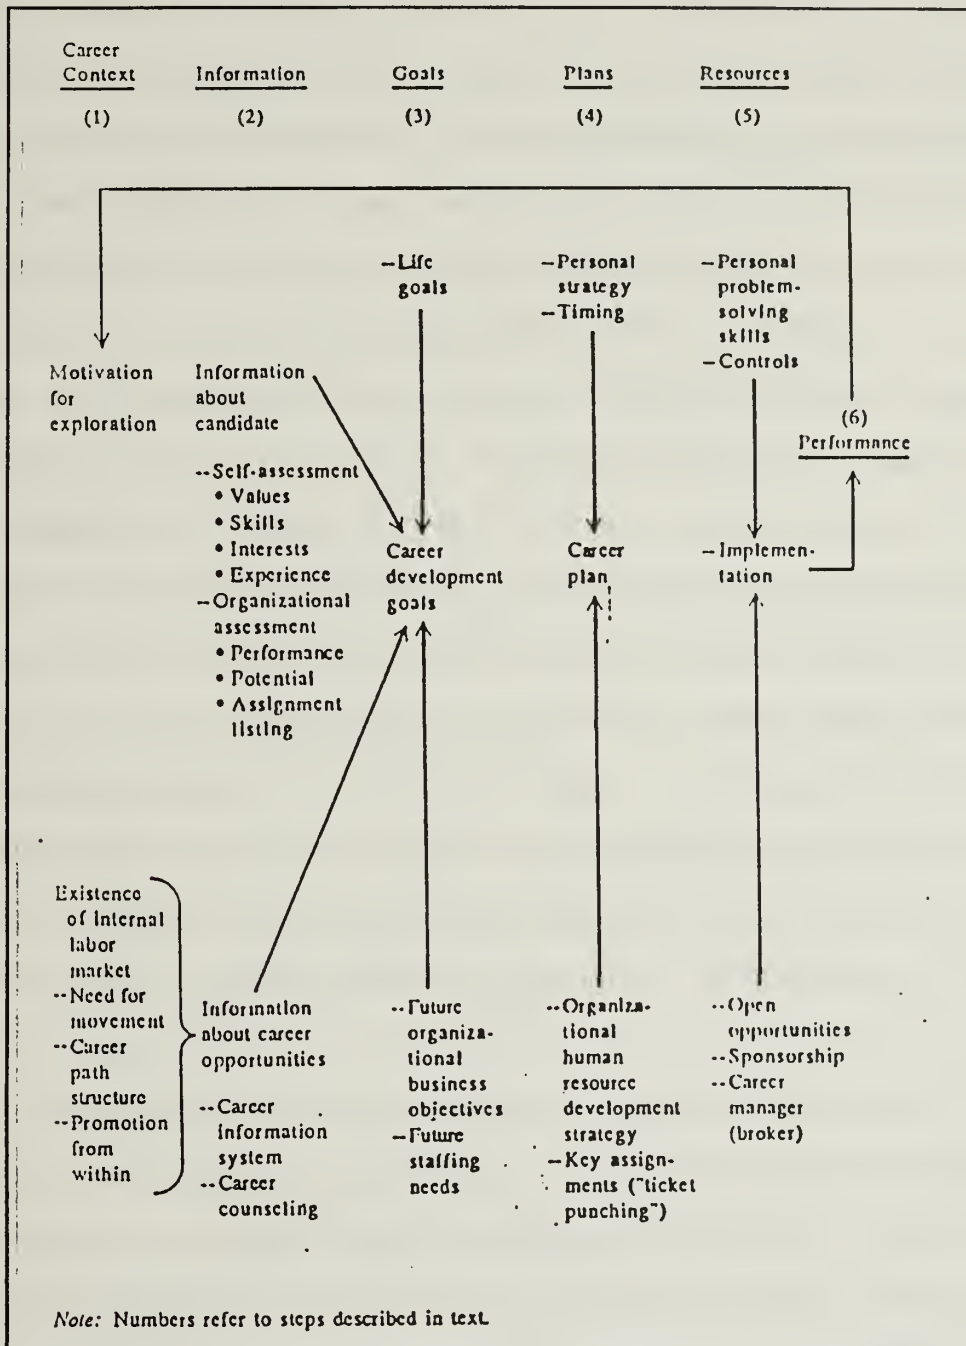 Career
Context
(1)
Information
(2)
Goals
(3)
Plans
(4)
Resources
(5)
Motivation
for
exploration
Information
about
candidate
--Self-assessment
• Values
• Skills
• Interests
• Experience
–Organizational
assessment
• Performance
• Potential
• Assignment
listing
–Life
goals
Career
development
goals
–Personal
strategy
–Timing
Career
plan
–Personal
problem-
solving
skills
–Controls
–Implemen-
tation
(6)
Performance
Existence
of internal
labor
market
--Need for
movement
--Career
path
structure
--Promotion
from
within
Information
about career
opportunities
--Career
information
system
--Career
counseling
--Future
organiza-
tional
business
objectives
–Future
staffing
needs
--Organiza-
tional
human
resource
development
strategy
–Key assign-
ments ("ticket
punching")
--Open
opportunities
--Sponsorship
--Career
manager
(broker)
Note: Numbers refer to steps described in text.